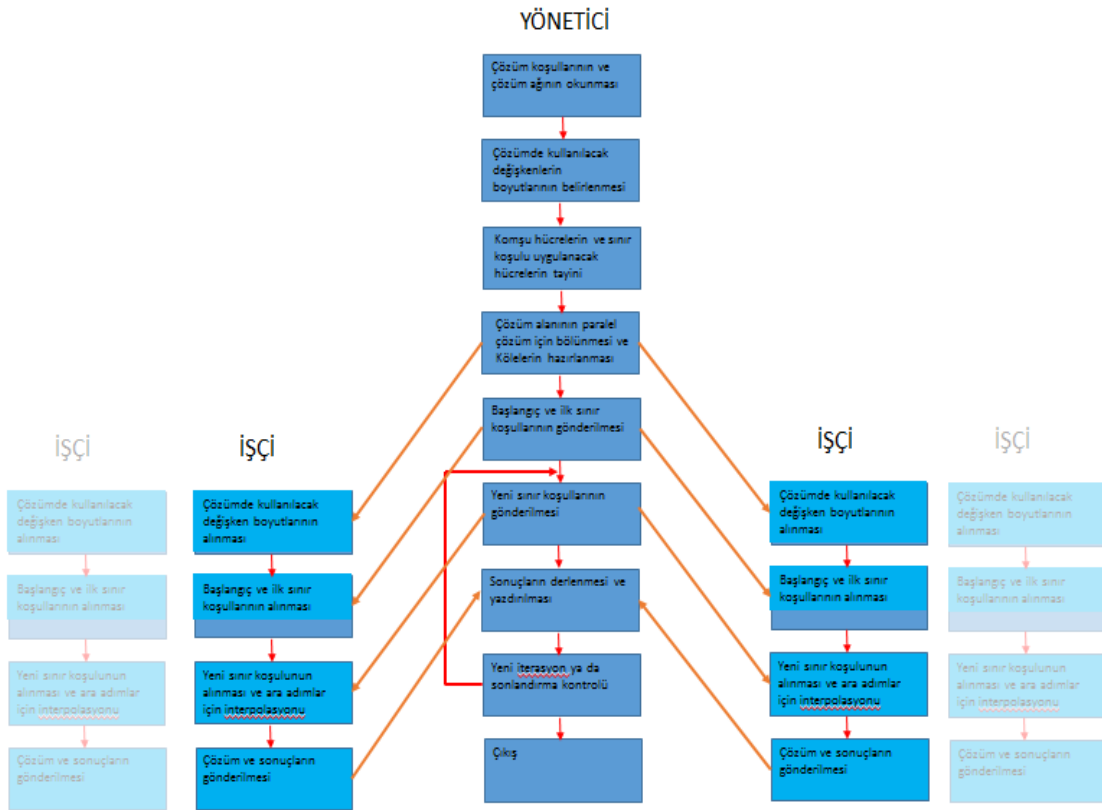 YÖNETİCİ
Çözüm koşullarının ve
çözüm ağının okunması
Çözümde kullanılacak
değişkenlerin
boyutlarının belirlenmesi
Komşu hücrelerin ve sınır
koşulu uygulanacak
hücrelerin tayini
Çözüm alanının paralel
çözüm için bölünmesi ve
Kölelerin hazırlanması
Başlangıç ve ilk sınır
koşullarının gönderilmesi
Yeni sınır koşullarının
gönderilmesi
Sonuçların derlenmesi ve
yazdırılması
Yeni iterasyon ya da
sonlandırma kontrolü
Çıkış
İŞÇİ
Çözümde kullanılacak
değişken boyutlarının
alınması
Başlangıç ve ilk sınır
koşullarının alınması
Yeni sınır koşulunun
alınması ve ara adımlar
için interpolasyonu
Çözüm ve sonuçların
gönderilmesi
İŞÇİ
Çözümde kullanılacak
değişken boyutlarının
alınması
Başlangıç ve ilk sınır
koşullarının alınması
Yeni sınır koşulunun
alınması ve ara adımlar
için interpolasyonu
Çözüm ve sonuçların
gönderilmesi
İŞÇİ
Çözümde kullanılacak
değişken boyutlarının
alınması
Başlangıç ve ilk sınır
koşullarının alınması
Yeni sınır koşulunun
alınması ve ara adımlar
için interpolasyonu
Çözüm ve sonuçların
gönderilmesi
İŞÇİ
Çözümde kullanılacak
değişken boyutlarının
alınması
Başlangıç ve ilk sınır
koşullarının alınması
Yeni sınır koşulunun
alınması ve ara adımlar
için interpolasyonu
Çözüm ve sonuçların
gönderilmesi